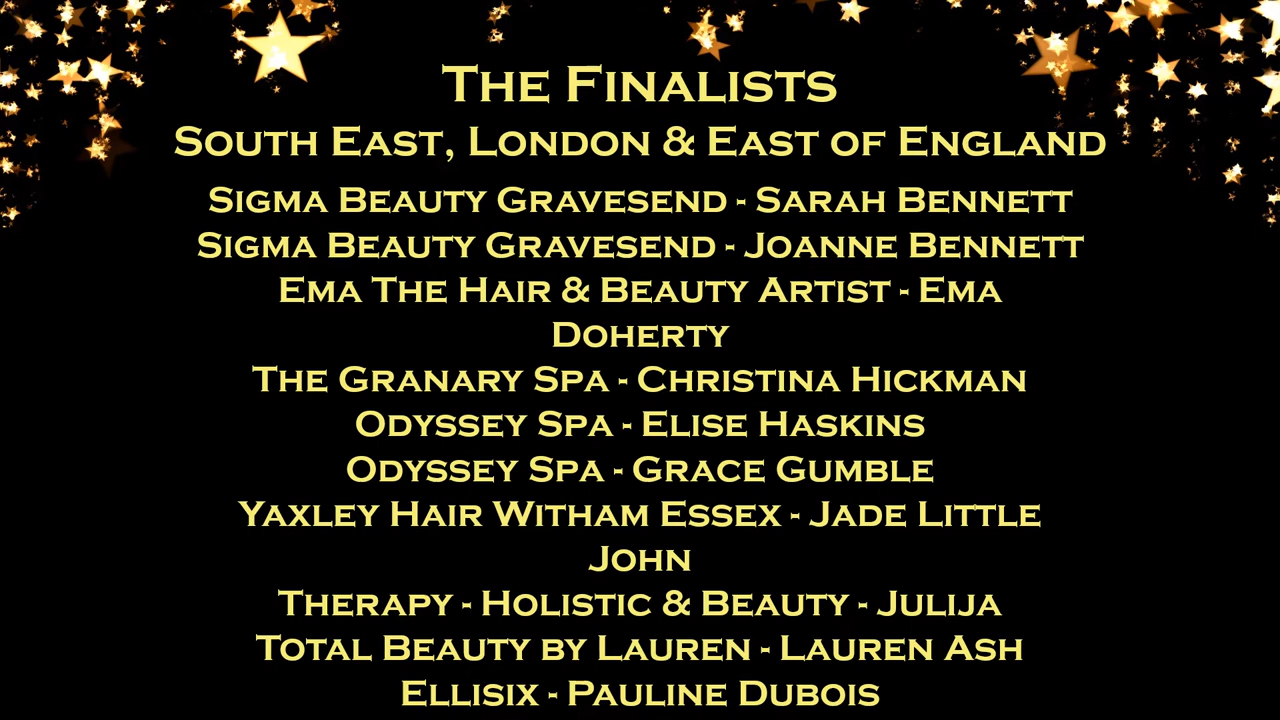 The Finalists
South East, London & East of England
Sigma Beauty Gravesend - Sarah Bennett
Sigma Beauty Gravesend - Joanne Bennett
Ema The Hair & Beauty Artist - Ema
Doherty
The Granary Spa - Christina Hickman
Odyssey Spa - Elise Haskins
Odyssey Spa - Grace Gumble
Yaxley Hair Witham Essex - Jade Little
John
Therapy - Holistic & Beauty - Julija
Total Beauty by Lauren - Lauren Ash
Ellisix - Pauline Dubois